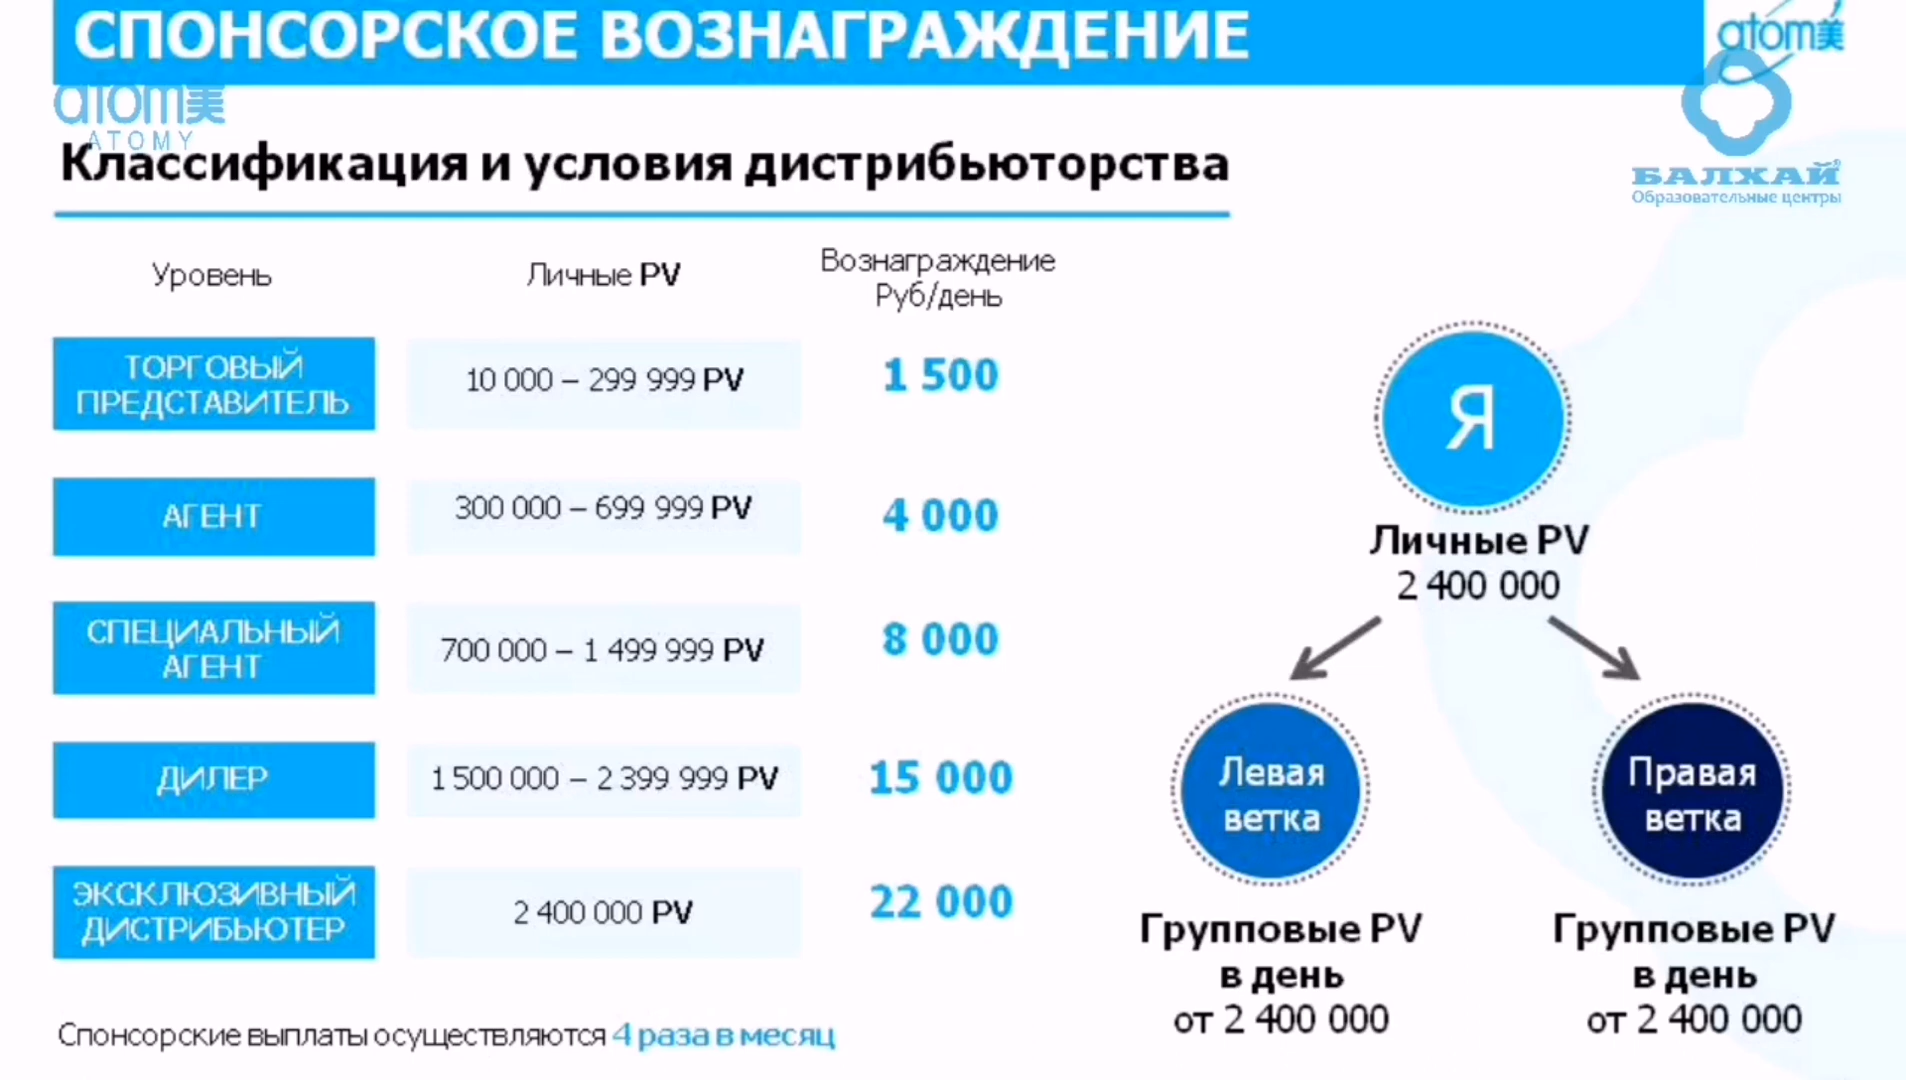 СПОНСОРСКОЕ ВОЗНАГРАЖДЕНИЕ
atom美
atom美
ATOMY
Классификация и условия дистрибьюторства
БАЛХАЙ
Образовательные центры
Уровень
Личные PV
Вознаграждение
Руб/день
ТОРГОВЫЙ
ПРЕДСТАВИТЕЛЬ
10 000 – 299 999 PV
1 500
АГЕНТ
300 000 – 699 999 PV
4 000
СПЕЦИАЛЬНЫЙ
АГЕНТ
700 000 – 1 499 999 PV
8 000
ДИЛЕР
1 500 000 – 2 399 999 PV
15 000
ЭКСКЛЮЗИВНЫЙ
ДИСТРИБЬЮТЕР
2 400 000 PV
22 000
Спонсорские выплаты осуществляются 4 раза в месяц
Я
Личные PV
2 400 000
Левая
ветка
Групповые PV
в день
от 2 400 000
Правая
ветка
Групповые PV
в день
от 2 400 000